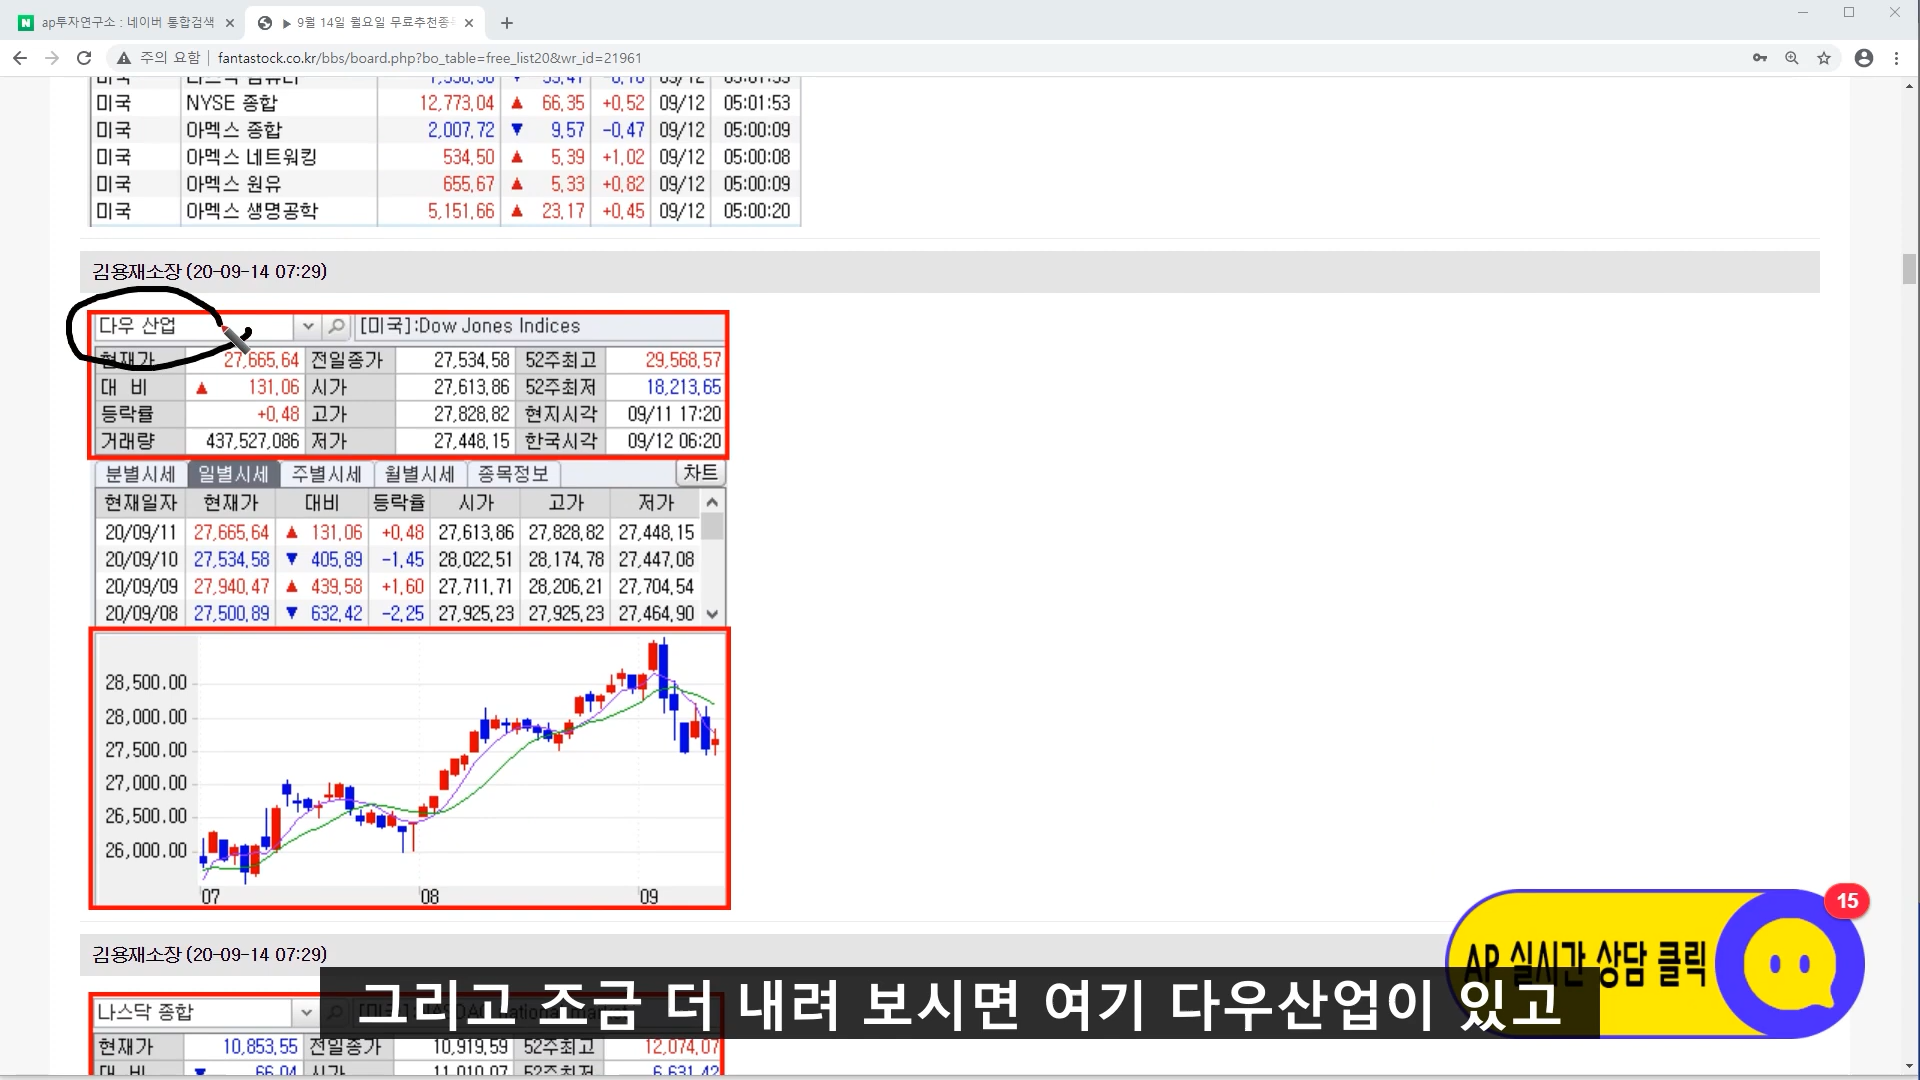 ap투자연구소 : 네이버 통합검색
▶ 9월 14일 월요일 무료추천종
주의 요함 | fantastock.co.kr/bbs/board.php?bo_table=free_list20&wr_id=21961
미국 NYSE 종합 12,773,04 ▲ 66,35 +0,52 09/12 05:01:53
미국 아멕스 종합 2,007,72 ▼ 9,57 -0,47 09/12 05:00:09
미국 아멕스 네트워킹 534,50 ▲ 5,39 +1,02 09/12 05:00:08
미국 아멕스 원유 655,67 ▲ 5,33 +0,82 09/12 05:00:09
미국 아멕스 생명공학 5,151,66 ▲ 23,17 +0,45 09/12 05:00:20
김용재소장 (20-09-14 07:29)
다우 산업 [미국]:Dow Jones Indices
현재가 27,665,64 전일종가 27,534,58 52주최고 29,568,57
대 비 ▲ 131,06 시가 27,613,86 52주최저 18,213,65
등락률 +0,48 고가 27,828,82 현지시각 09/11 17:20
거래량 437,527,086 저가 27,448,15 한국시각 09/12 06:20
분별시세 일별시세 주별시세 월별시세 종목정보 차트
현재일자 현재가 대비 등락률 시가 고가 저가
20/09/11 27,665,64 ▲ 131,06 +0,48 27,613,86 27,828,82 27,448,15
20/09/10 27,534,58 ▼ 405,89 -1,45 28,022,51 28,174,78 27,447,08
20/09/09 27,940,47 ▲ 439,58 +1,60 27,711,71 28,206,21 27,704,54
20/09/08 27,500,89 ▼ 632,42 -2,25 27,925,23 27,925,23 27,464,90
28,500.00
28,000.00
27,500.00
27,000.00
26,500.00
26,000.00
07 08 09
15
AP 실시간 상담 클릭
김용재소장 (20-09-14 07:29)
나스닥 종합
그리고 조금 더 내려 보시면 여기 다우산업이 있고
현재가 10,853,55 전일종가 10,919,59 52주최고 12,074,07